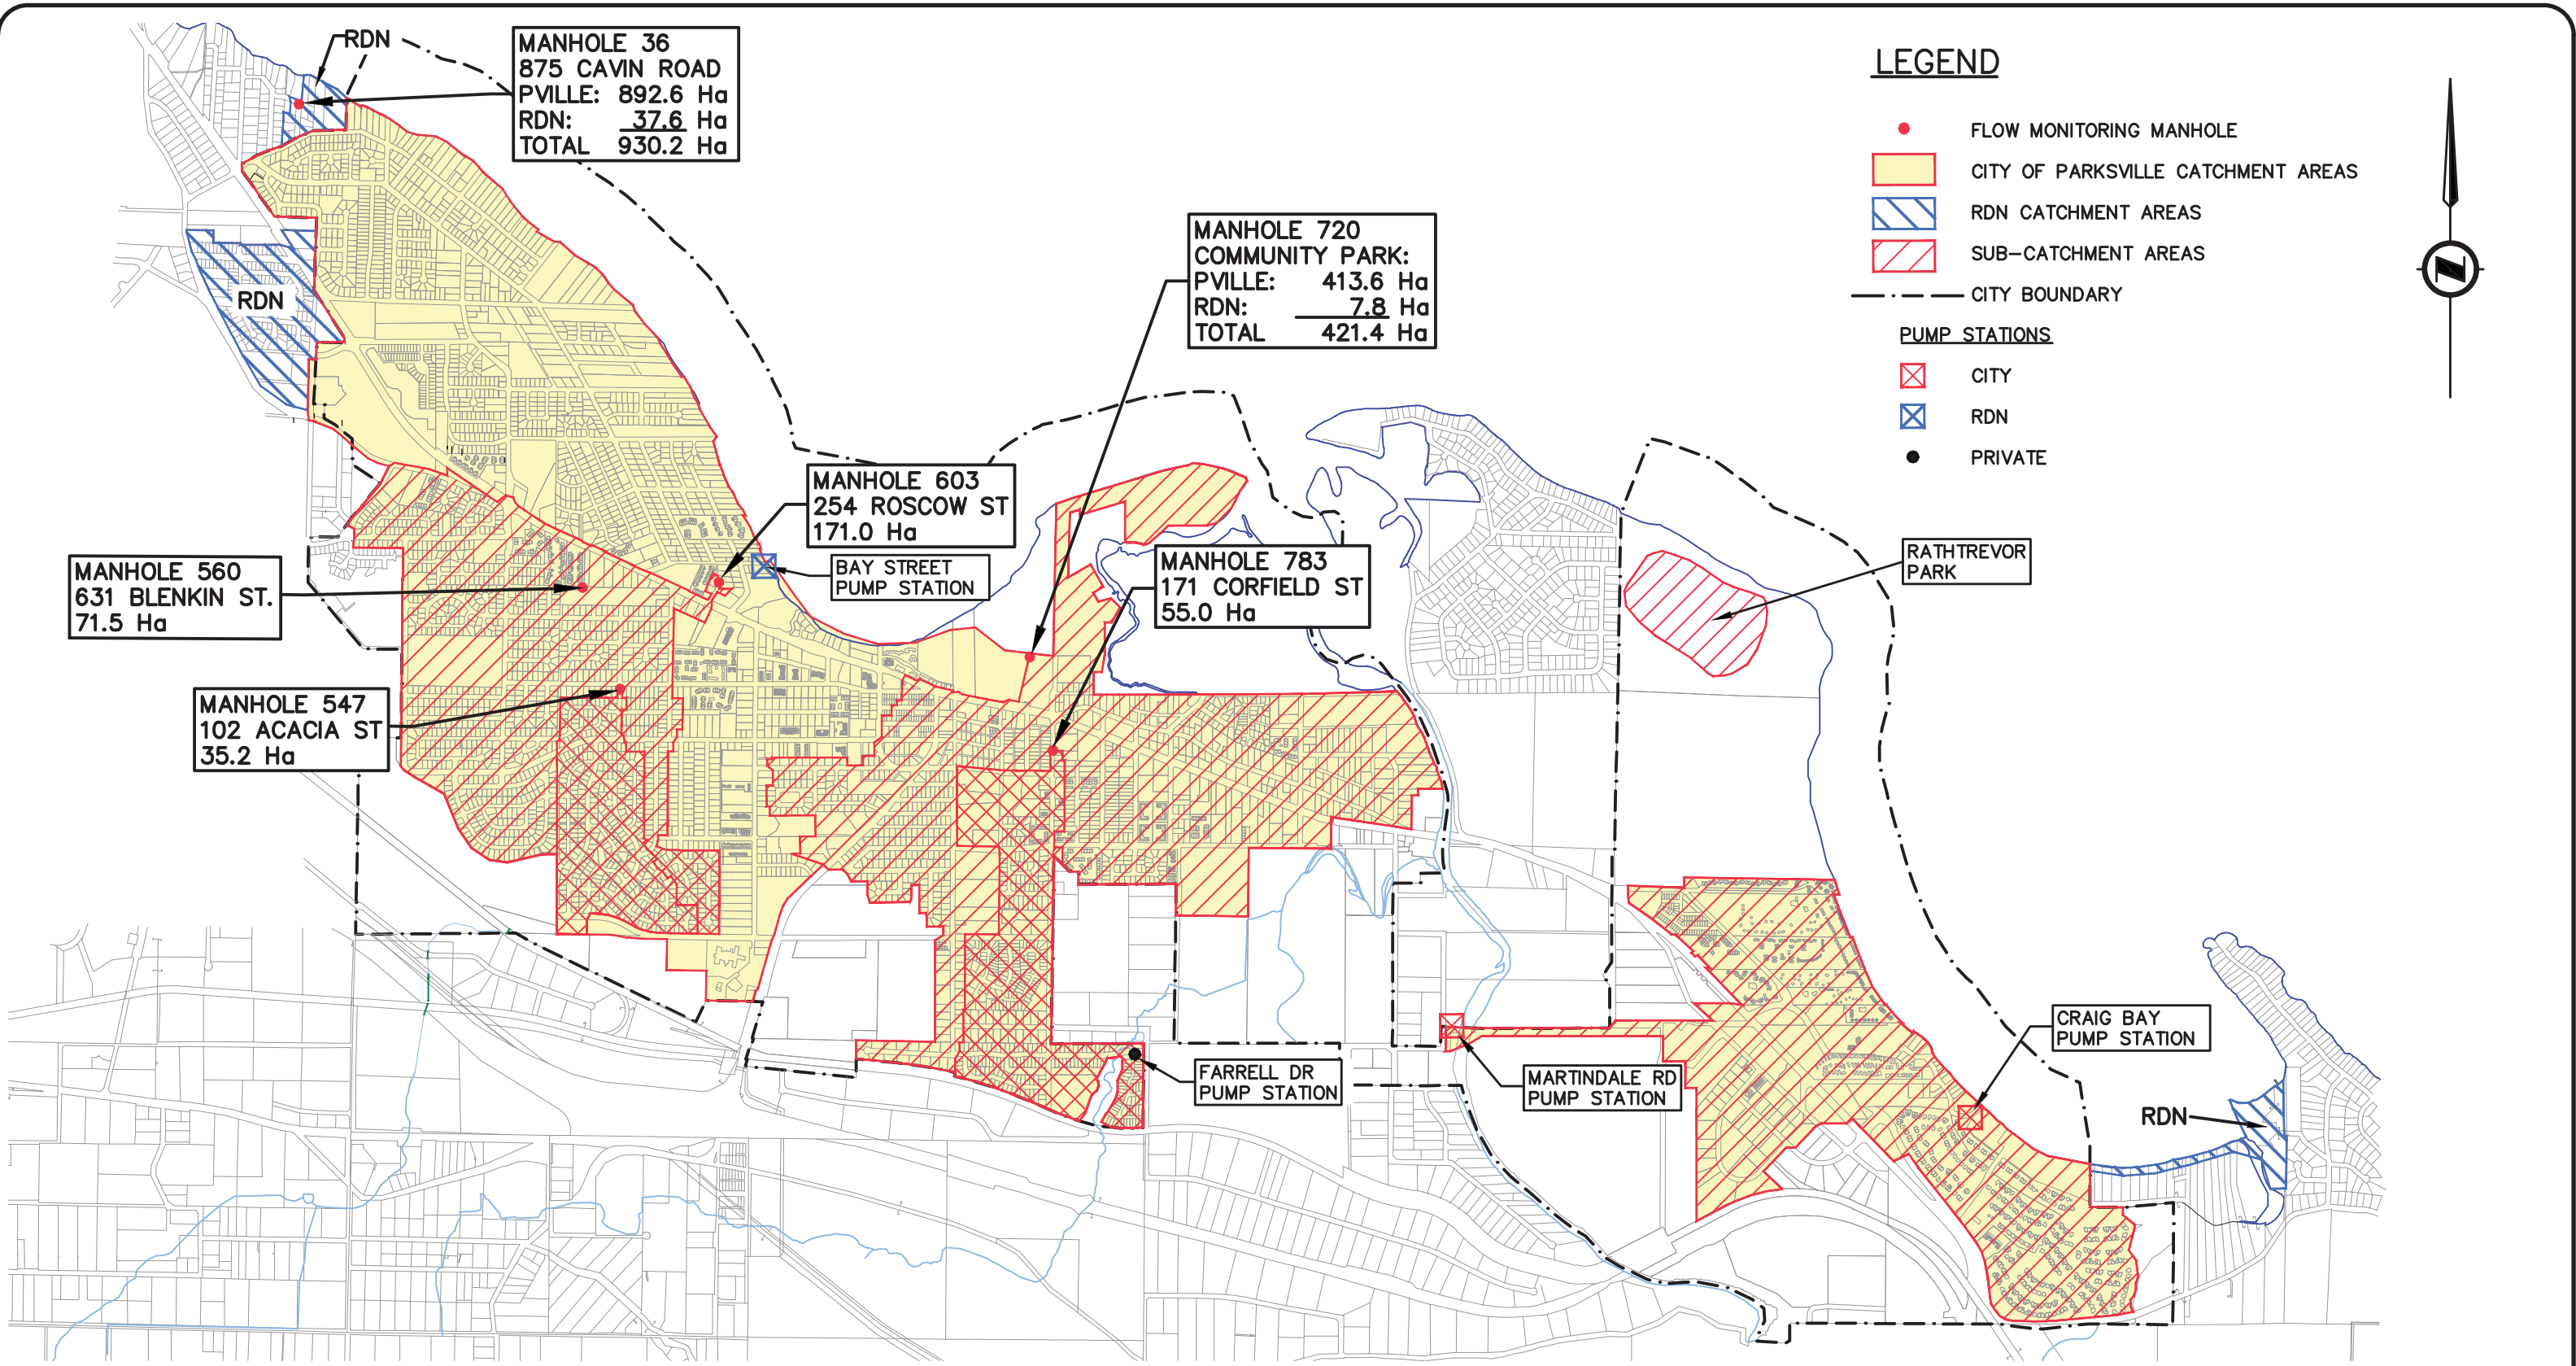 RDN
MANHOLE 36
875 CAVIN ROAD
PVILLE: 892.6 Ha
RDN: 37.6 Ha
TOTAL 930.2 Ha
LEGEND
FLOW MONITORING MANHOLE
CITY OF PARKSVILLE CATCHMENT AREAS
RDN CATCHMENT AREAS
SUB-CATCHMENT AREAS
CITY BOUNDARY
PUMP STATIONS
CITY
RDN
PRIVATE
MANHOLE 720
COMMUNITY PARK:
PVILLE: 413.6 Ha
RDN: 7.8 Ha
TOTAL 421.4 Ha
Z
RDN
MANHOLE 603
254 ROSCOW ST
171.0 Ha
BAY STREET
PUMP STATION
MANHOLE 783
171 CORFIELD ST
55.0 Ha
RATHTREVOR
PARK
MANHOLE 560
631 BLENKIN ST.
71.5 Ha
MANHOLE 547
102 ACACIA ST
35.2 Ha
CRAIG BAY
PUMP STATION
FARRELL DR
PUMP STATION
MARTINDALE RD
PUMP STATION
RDN